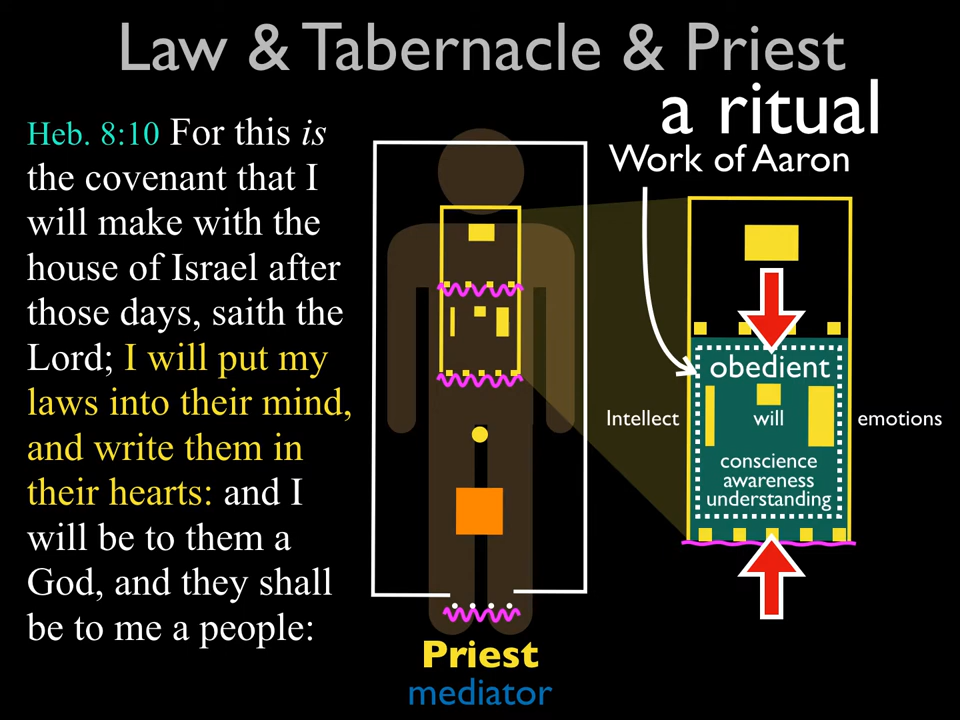 Law & Tabernacle & Priest
a ritual
Work of Aaron
Heb. 8:10 For this is
the covenant that I
will make with the
house of Israel after
those days, saith the
Lord; I will put my
laws into their mind,
and write them in
their hearts: and I
will be to them a
God, and they shall
be to me a people:
obedient
Intellect will emotions
conscience
awareness
understanding
Priest
mediator